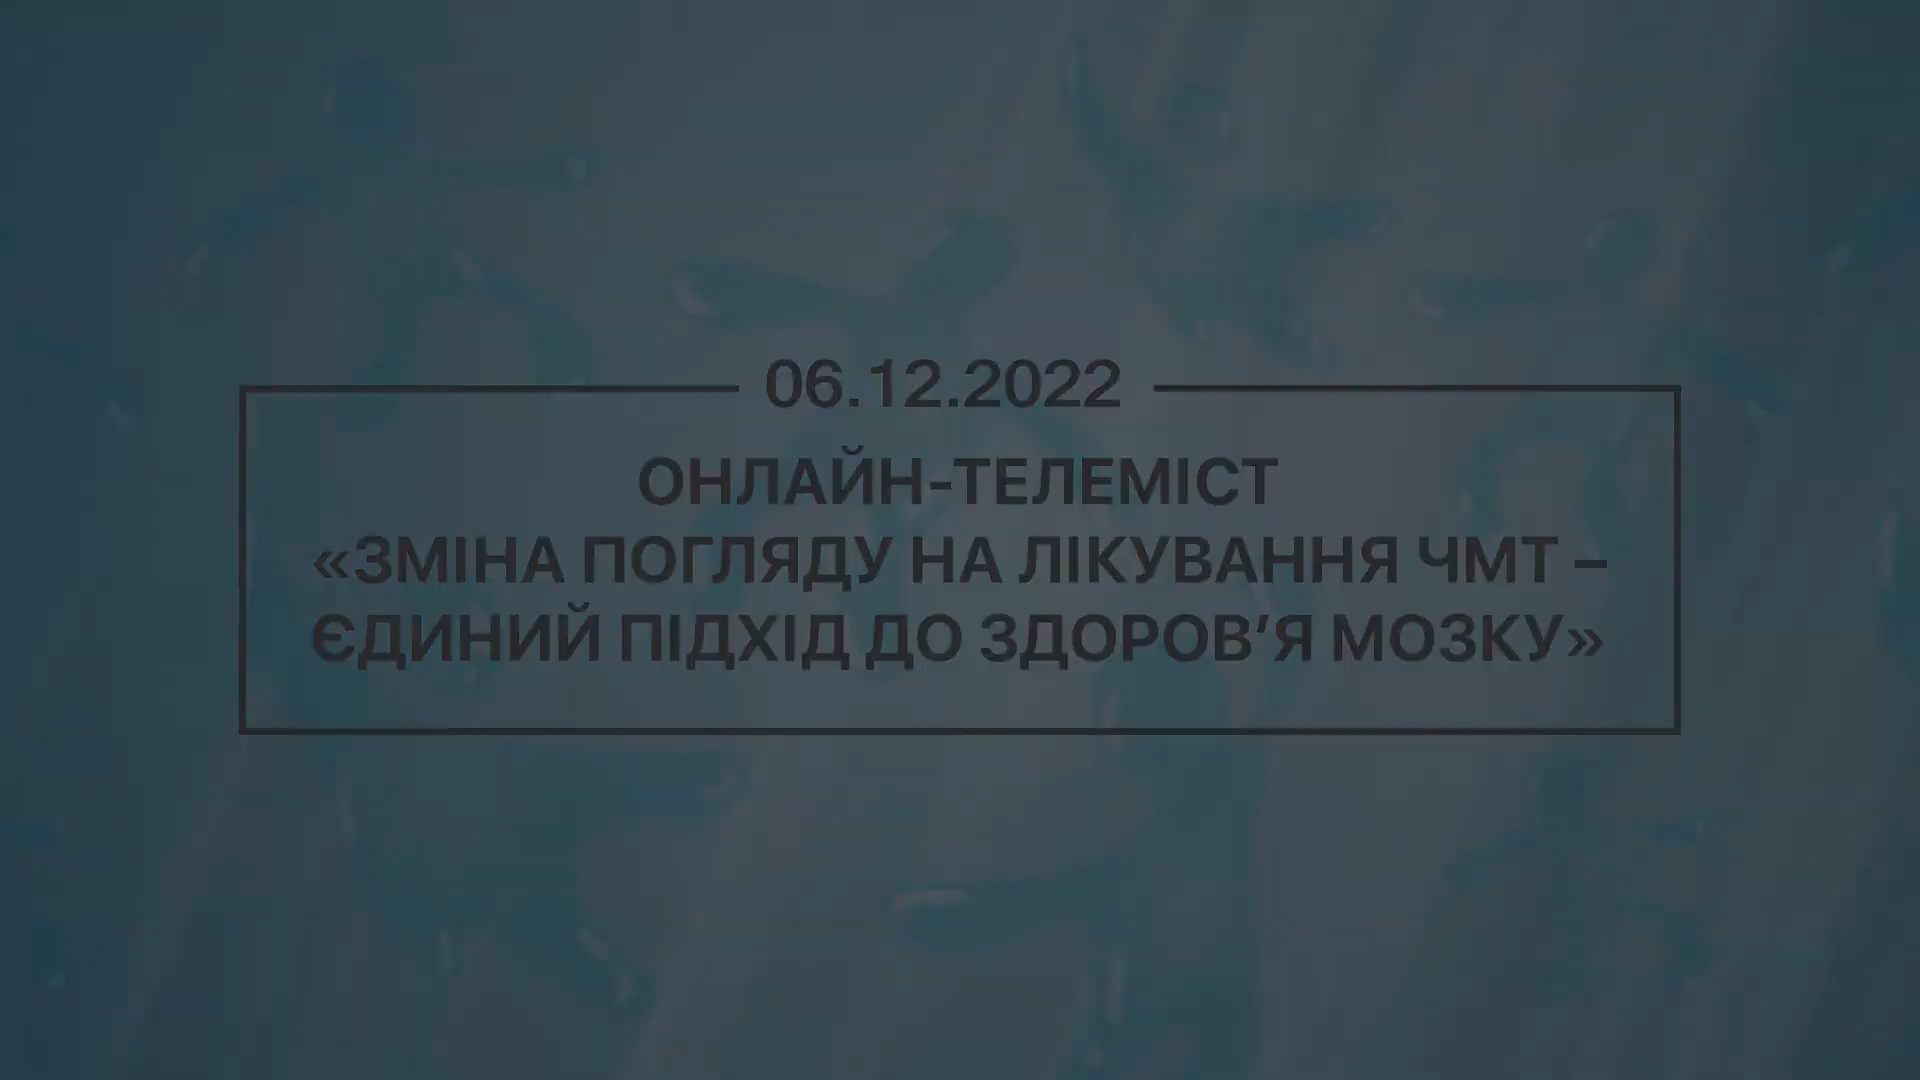 06.12.2022
ОНЛАЙН-ТЕЛЕМІСТ
«ЗМІНА ПОГЛЯДУ НА ЛІКУВАННЯ ЧМТ –
ЄДИНИЙ ПІДХІД ДО ЗДОРОВ’Я МОЗКУ»